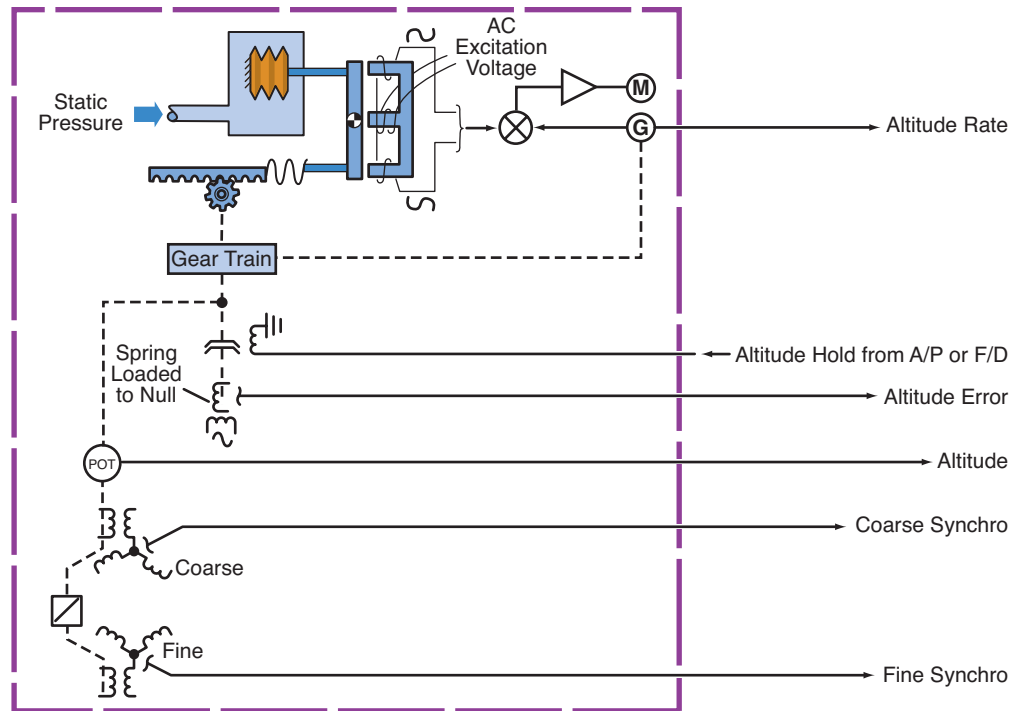 AC
Excitation
Voltage
Static
Pressure
M
G
Altitude Rate
Gear Train
Altitude Hold from A/P or F/D
Spring
Loaded
to Null
Altitude Error
POT
Altitude
Coarse Synchro
Coarse
Fine
Fine Synchro